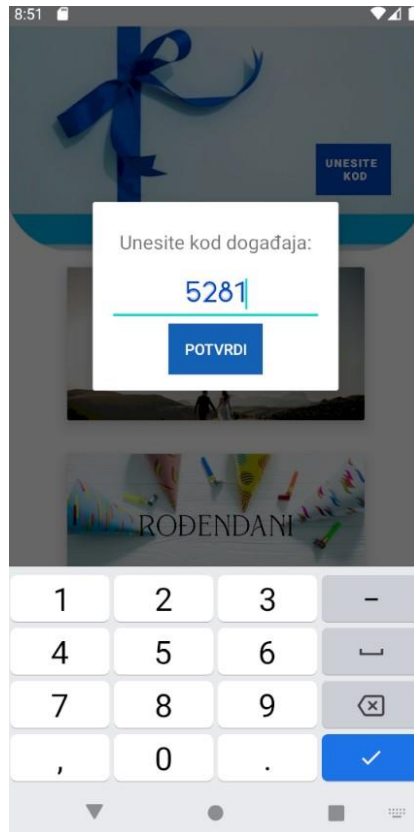 8:51
UNESITE
KOD
Unesite kod događaja:
5281
POTVRDI
ROĐENDANI
1 2 3 -
4 5 6
7 8 9
, 0 .